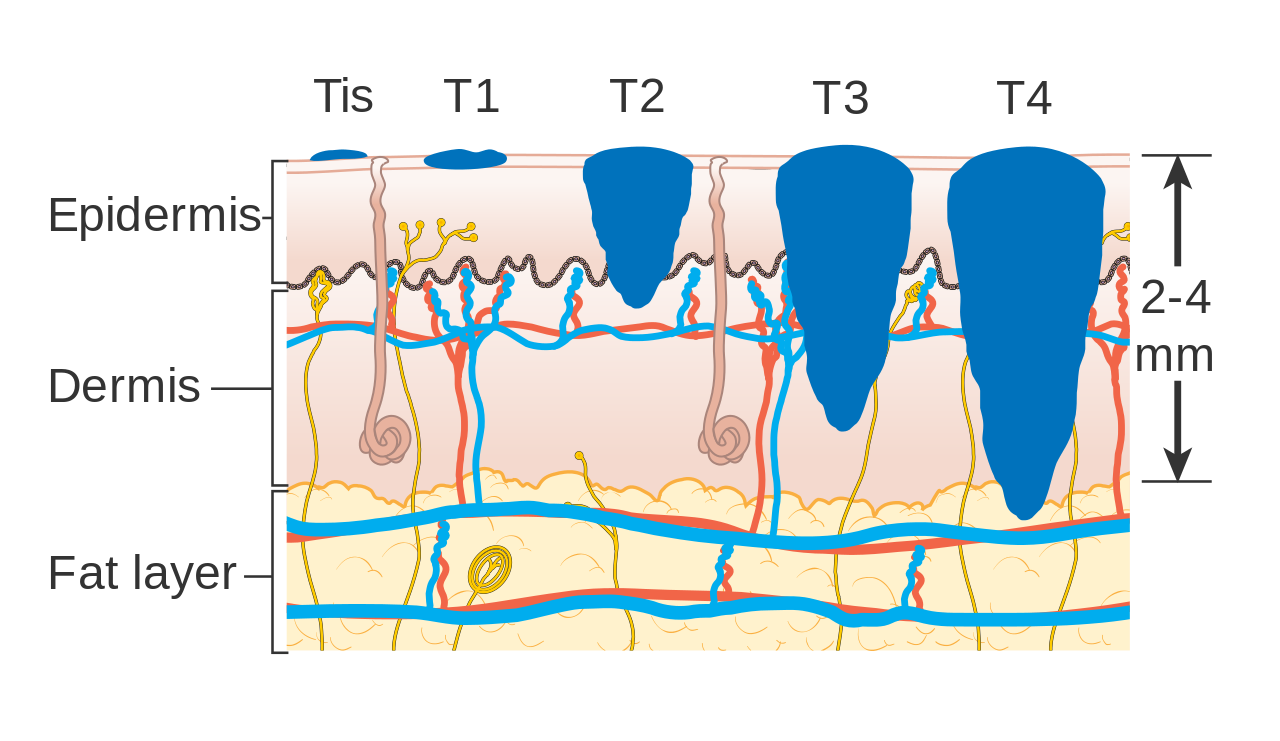 Tis T1 T2 T3 T4
Epidermis
2-4
mm
Dermis
Fat layer